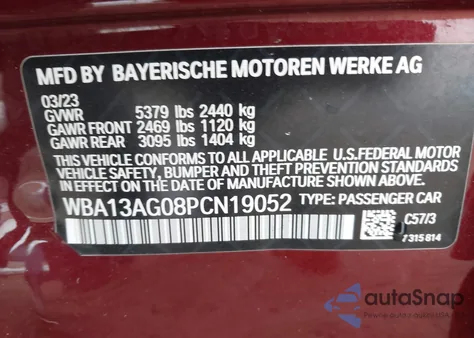 MFD BY BAYERISCHE MOTOREN WERKE AG
03/23
GVWR 5379 lbs 2440 kg
GAWR FRONT 2469 lbs 1120 kg
GAWR REAR 3095 lbs 1404 kg
THIS VEHICLE CONFORMS TO ALL APPLICABLE U.S.FEDERAL MOTOR
VEHICLE SAFETY, BUMPER AND THEFT PREVENTION STANDARDS
IN EFFECT ON THE DATE OF MANUFACTURE SHOWN ABOVE.
WBA13AG08PCN19052 TYPE: PASSENGER CAR
C57/3
7315814
autoSnap